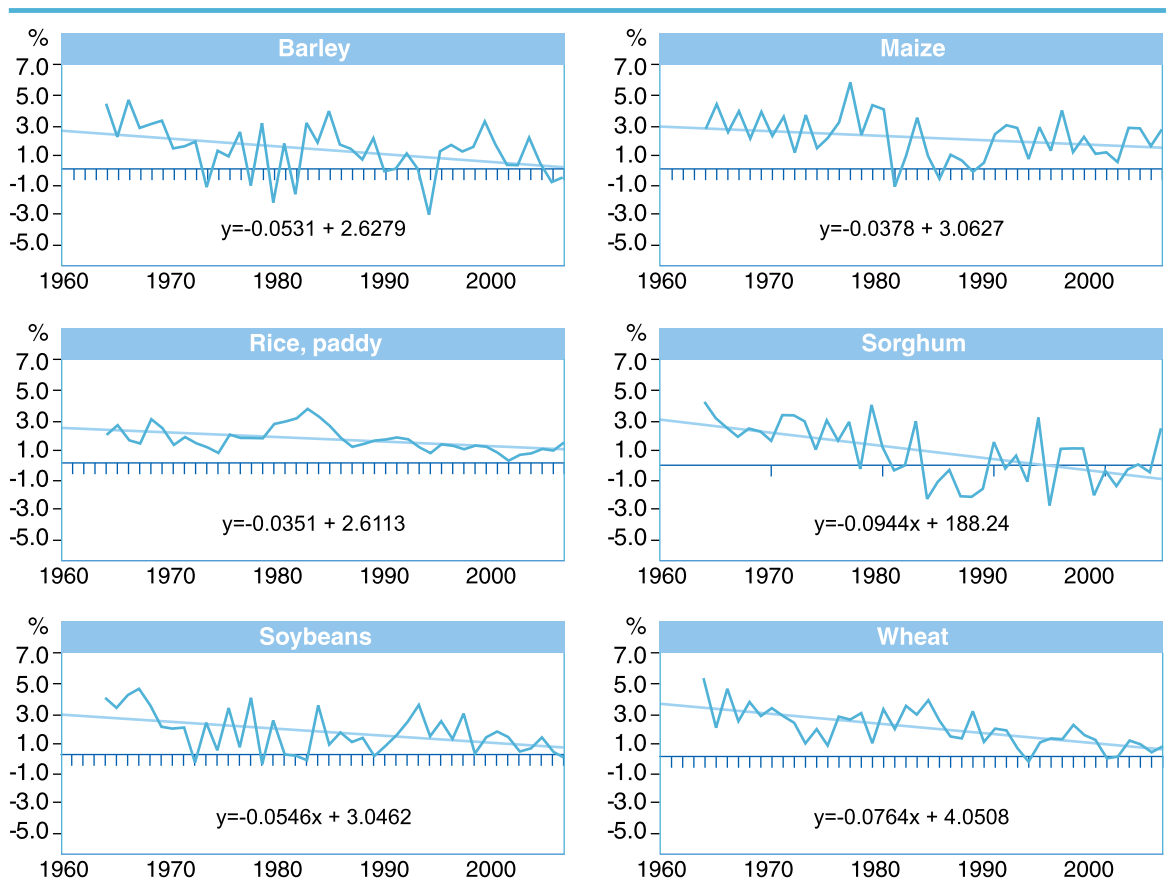 %
Barley
7.0
5.0
3.0
1.0
-1.0
-3.0
-5.0
y=-0.0531 + 2.6279
1960 1970 1980 1990 2000
%
Maize
7.0
5.0
3.0
1.0
-1.0
-3.0
-5.0
y=-0.0378 + 3.0627
1960 1970 1980 1990 2000
%
Rice, paddy
7.0
5.0
3.0
1.0
-1.0
-3.0
-5.0
y=-0.0351 + 2.6113
1960 1970 1980 1990 2000
%
Sorghum
7.0
5.0
3.0
1.0
-1.0
-3.0
-5.0
y=-0.0944x + 188.24
1960 1970 1980 1990 2000
%
Soybeans
7.0
5.0
3.0
1.0
-1.0
-3.0
-5.0
y=-0.0546x + 3.0462
1960 1970 1980 1990 2000
%
Wheat
7.0
5.0
3.0
1.0
-1.0
-3.0
-5.0
y=-0.0764x + 4.0508
1960 1970 1980 1990 2000